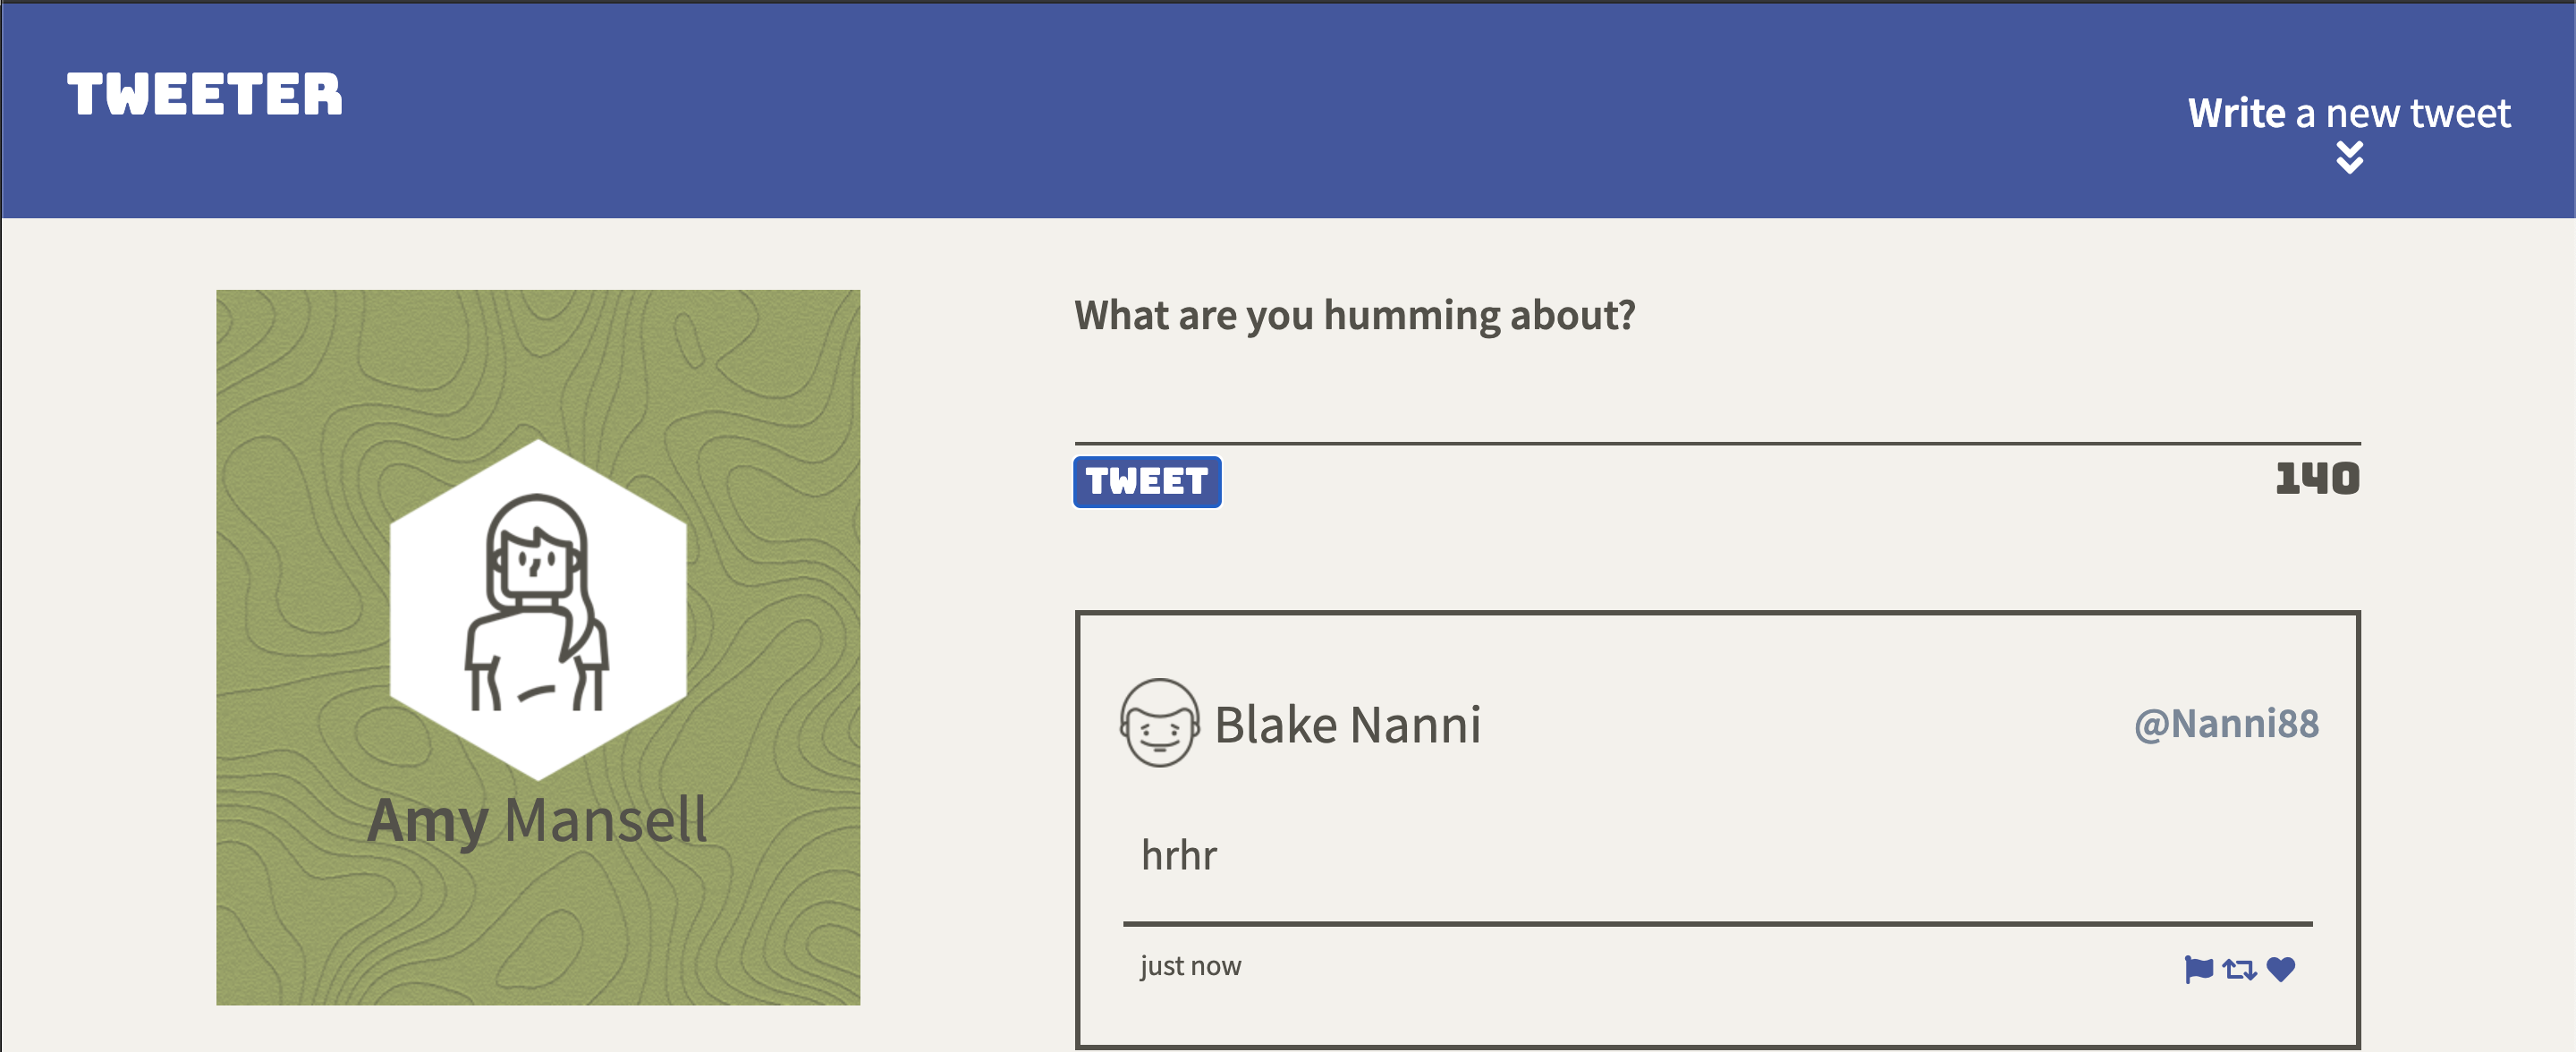 TWEETER
Write a new tweet
Amy Mansell
What are you humming about?
TWEET
140
Blake Nanni
@Nanni88
hrhr
just now